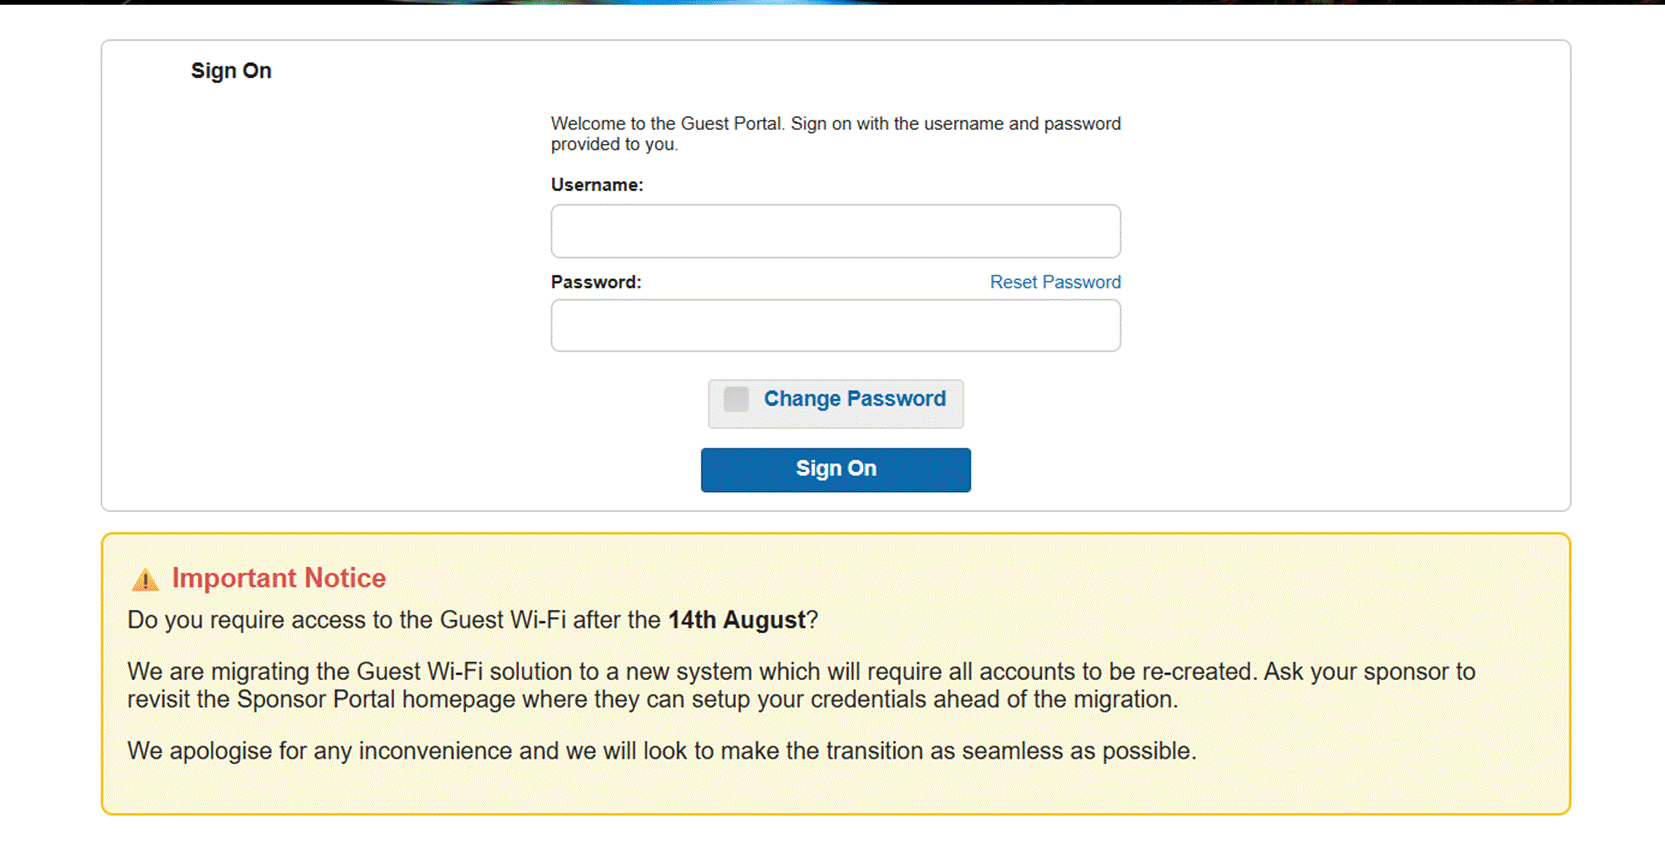 Sign On
Welcome to the Guest Portal. Sign on with the username and password
provided to you.
Username:
Password:
Reset Password
Change Password
Sign On
Important Notice
Do you require access to the Guest Wi-Fi after the 14th August?
We are migrating the Guest Wi-Fi solution to a new system which will require all accounts to be re-created. Ask your sponsor to
revisit the Sponsor Portal homepage where they can setup your credentials ahead of the migration.
We apologise for any inconvenience and we will look to make the transition as seamless as possible.